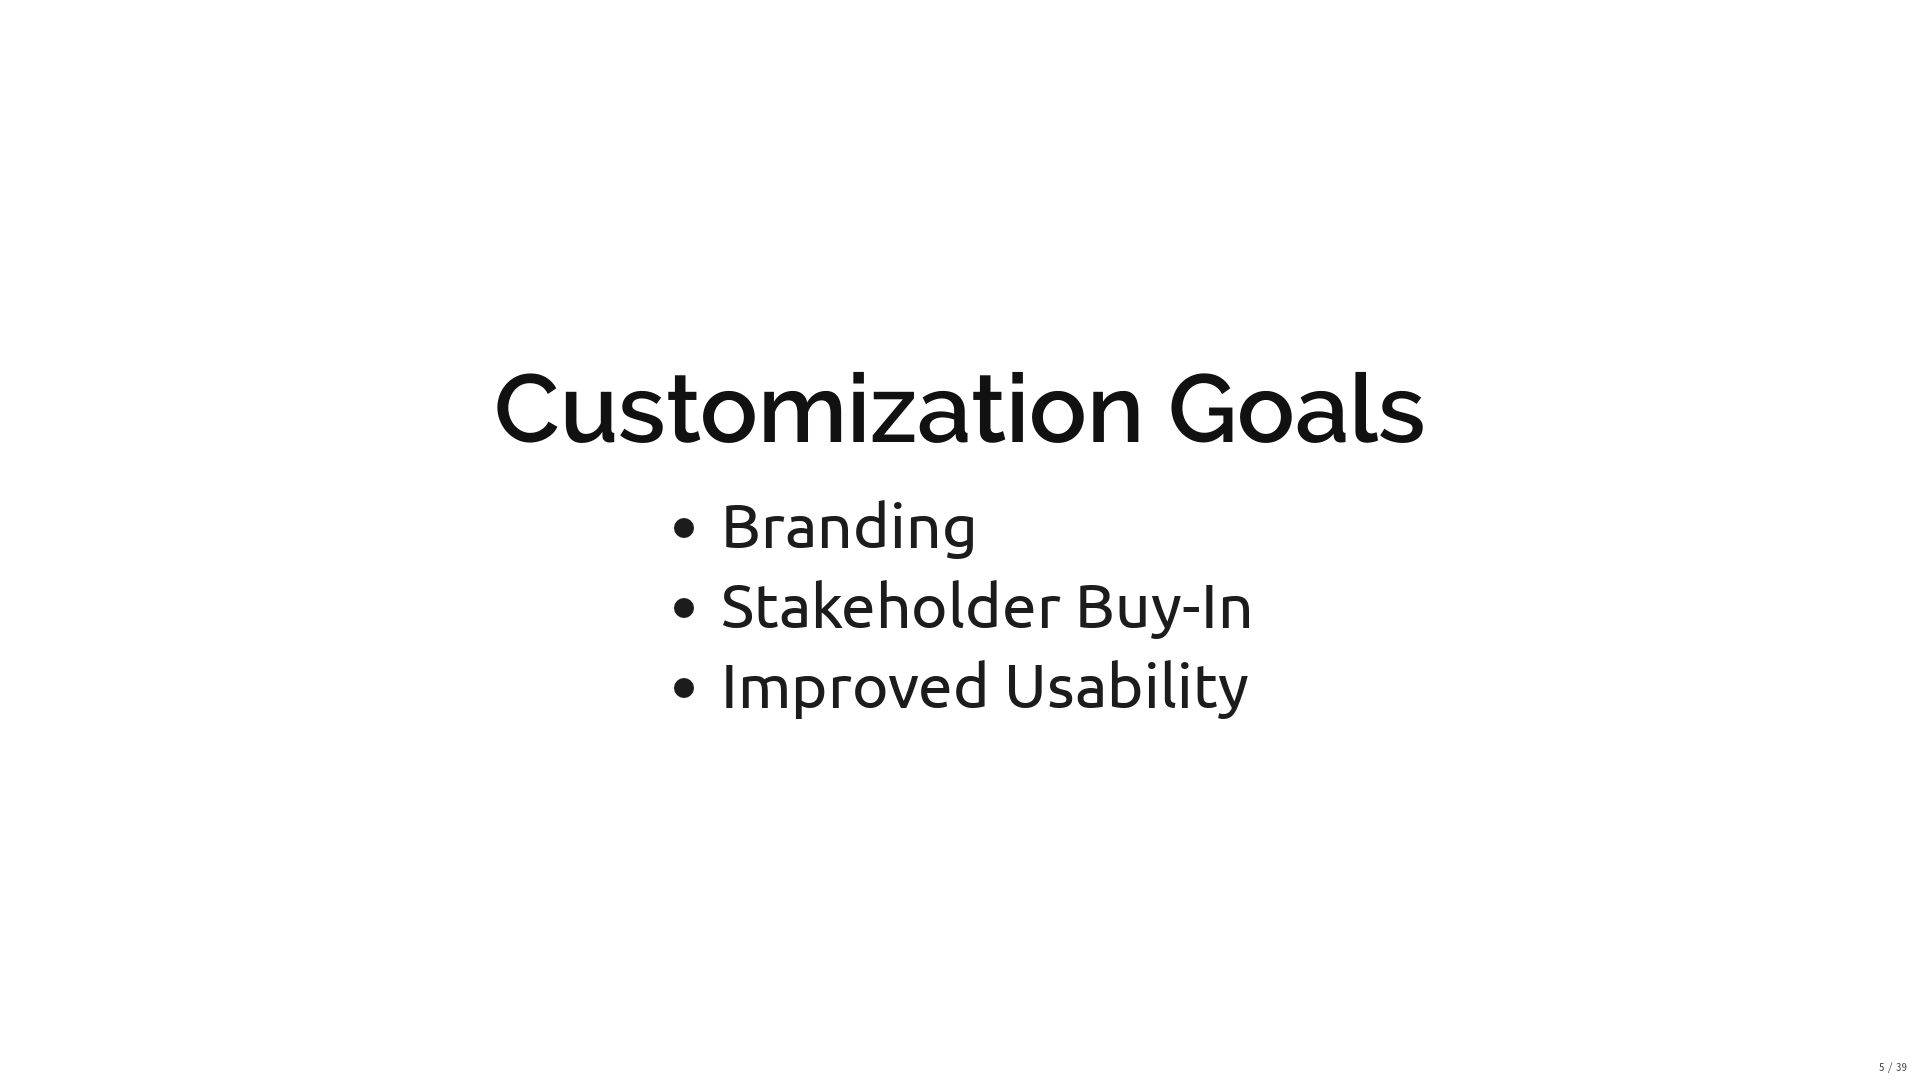 Customization Goals
• Branding
• Stakeholder Buy-In
• Improved Usability
5 / 39